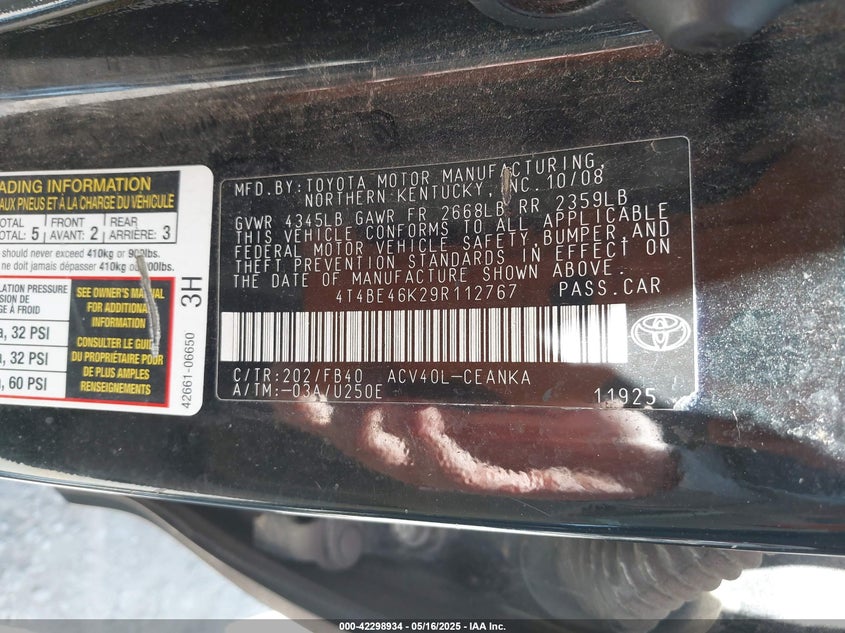 ADING INFORMATION
AUX PNEUS ET À LA CHARGE DU VÉHICULE
TOTAL FRONT REAR
TOTAL: 5 AVANT: 2 ARRIÈRE: 3
should never exceed 410kg or 900lbs.
ne doit jamais dépasser 410kg ou 900lbs.
LATION PRESSURE
SION DE
E À FROID
a, 32 PSI
a, 32 PSI
a, 60 PSI
SEE OWNER'S MANUAL
FOR ADDITIONAL
INFORMATION
CONSULTER LE GUIDE
DU PROPRIÉTAIRE POUR
DE PLUS AMPLES
RENSEIGNEMENTS
3H
42661-06650
MFD.BY:TOYOTA MOTOR MANUFACTURING,
NORTHERN KENTUCKY, INC.10/08
GVWR 4345LB GAWR FR 2668LB RR 2359LB
THIS VEHICLE CONFORMS TO ALL APPLICABLE
FEDERAL MOTOR VEHICLE SAFETY,BUMPER,AND
THEFT PREVENTION STANDARDS IN EFFECT ON
THE DATE OF MANUFACTURE SHOWN ABOVE.
4T4BE46K29R112767 PASS.CAR
C/TR:202/FB40 ACV40L-CEANKA
A/TM:-03A/U250E 11925
000-42298934 - 05/16/2025 - IAA Inc.